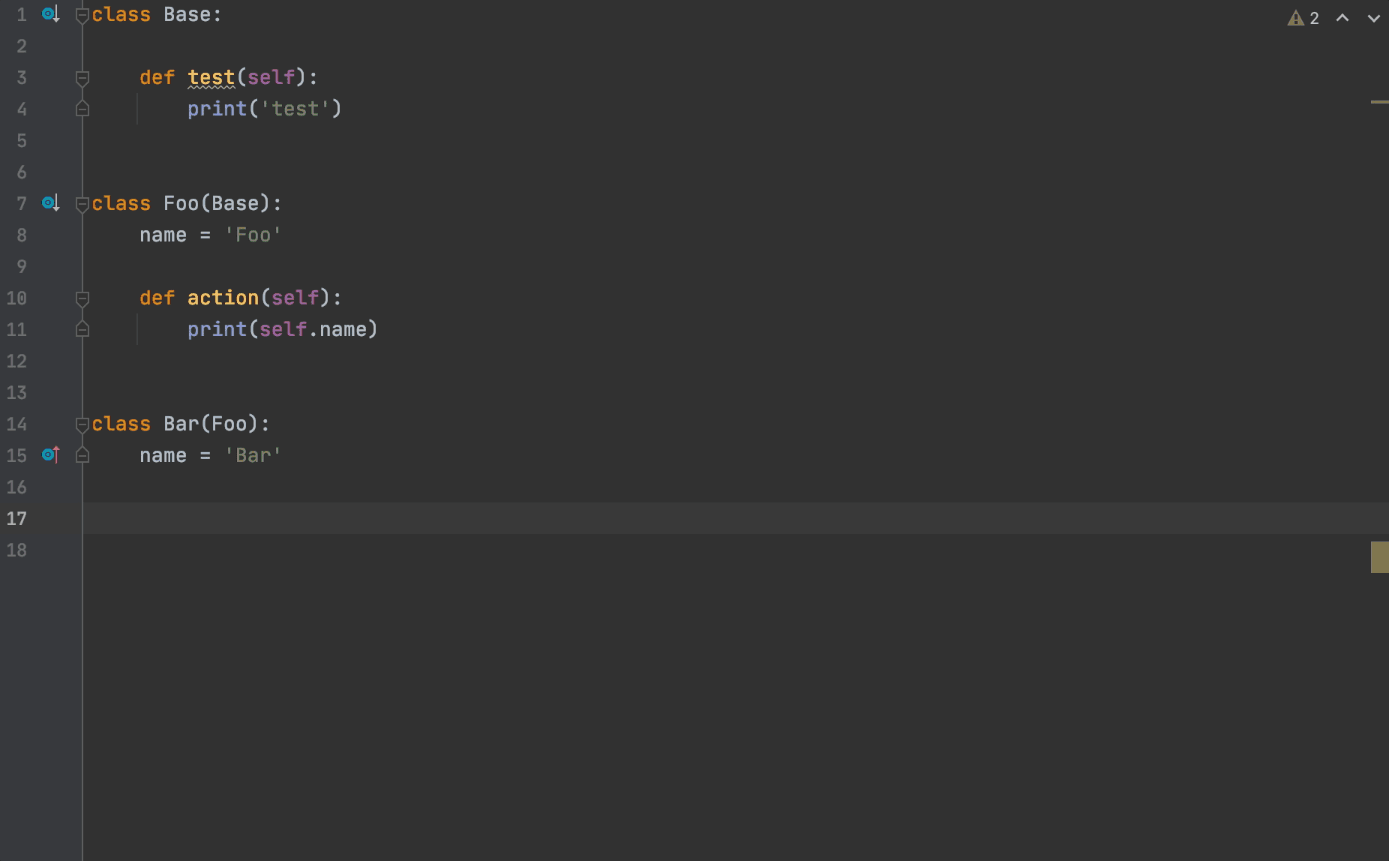 2
1 class Base:
2
3     def test(self):
4         print('test')
5
6
7 class Foo(Base):
8     name = 'Foo'
9
10     def action(self):
11         print(self.name)
12
13
14 class Bar(Foo):
15     name = 'Bar'
16
17
18